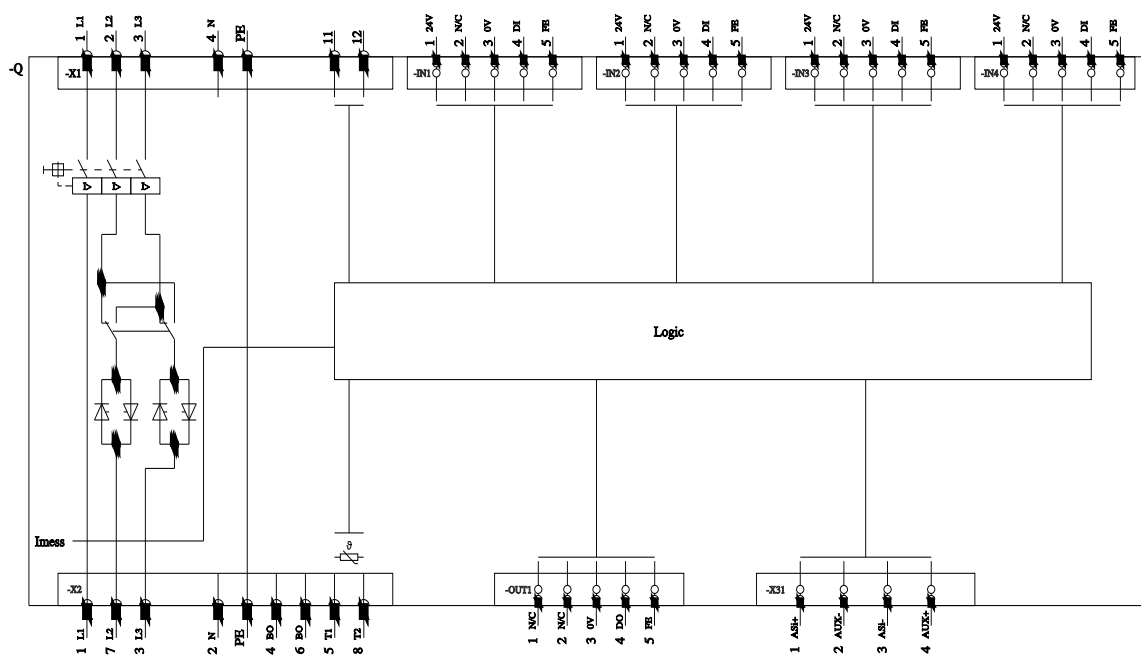 1 L1
2 L2
3 L3
4 N
PE
11
12
1 24V
2 N/C
3 0V
4 DI
5 FE
1 24V
2 N/C
3 0V
4 DI
5 FE
1 24V
2 N/C
3 0V
4 DI
5 FE
1 24V
2 N/C
3 0V
4 DI
5 FE
-Q
-X1
-IN1
-IN2
-IN3
-IN4
Logic
Imess
ϑ
-X2
-OUT1
-X31
1 L1
7 L2
3 L3
2 N
PE
4 BO
6 BO
5 T1
8 T2
1 N/C
2 N/C
3 0V
4 DO
5 FE
1 ASi+
2 AUX-
3 ASi-
4 AUX+